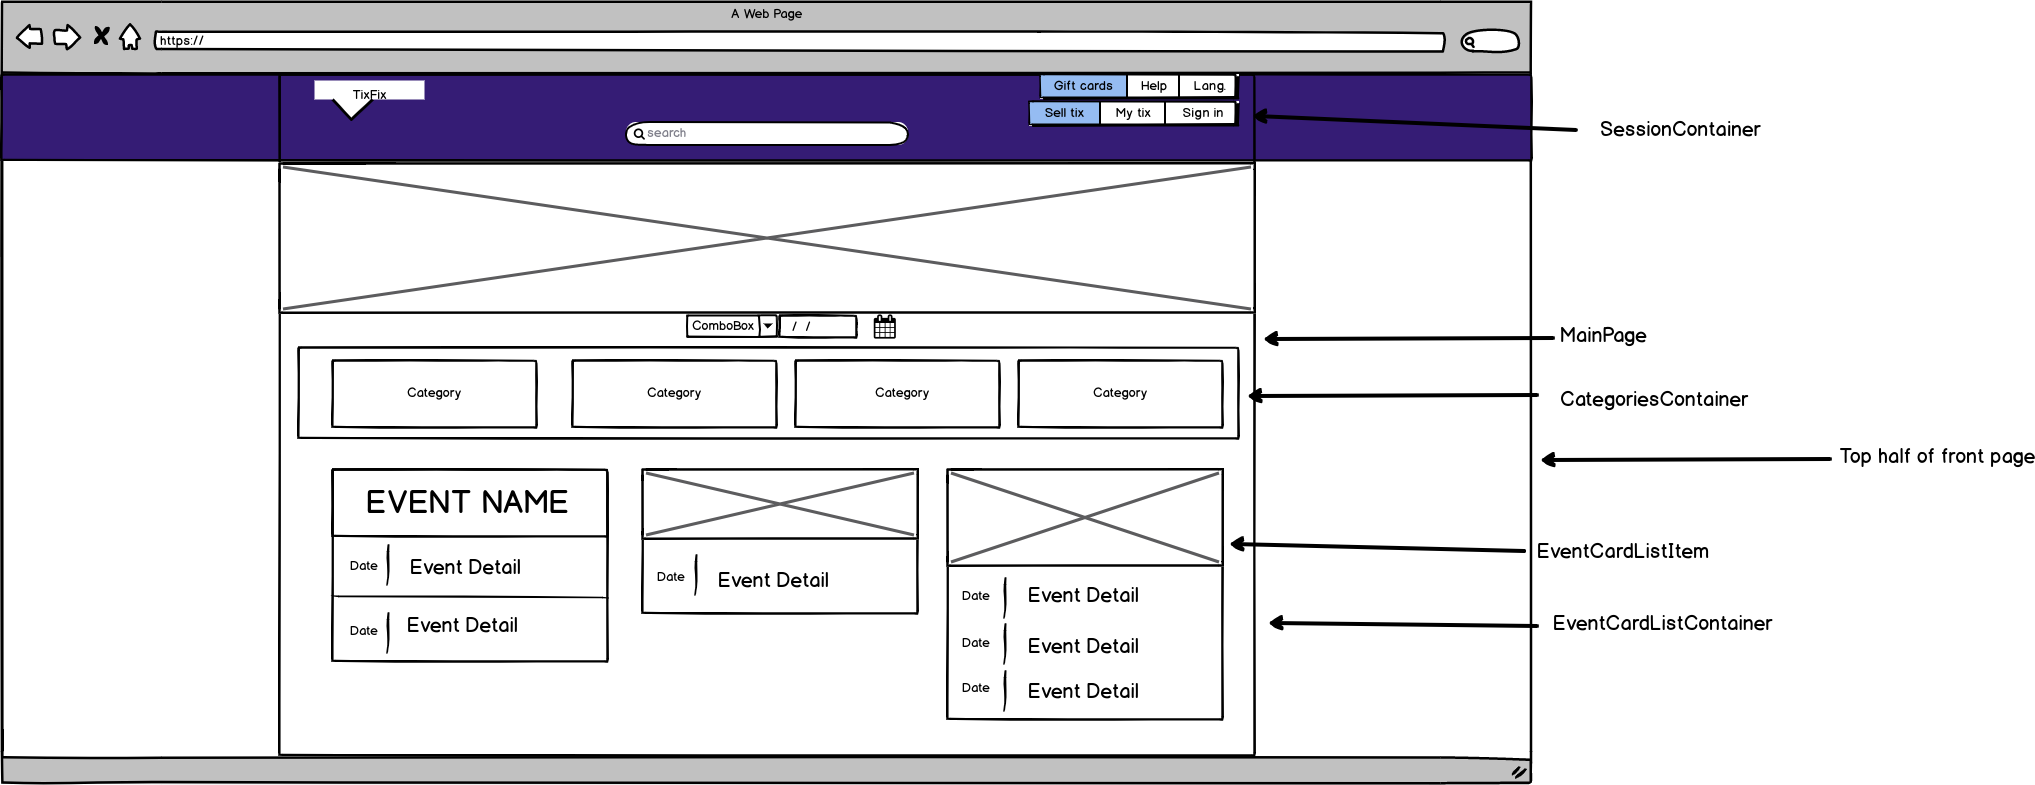 A Web Page
https://
TixFix
Gift cards Help Lang.
Sell tix My tix Sign in
search
SessionContainer
ComboBox / /
MainPage
Category Category Category Category
CategoriesContainer
Top half of front page
EVENT NAME
Date Event Detail
Date Event Detail
Date Event Detail
Date Event Detail
Date Event Detail
Date Event Detail
EventCardListItem
EventCardListContainer